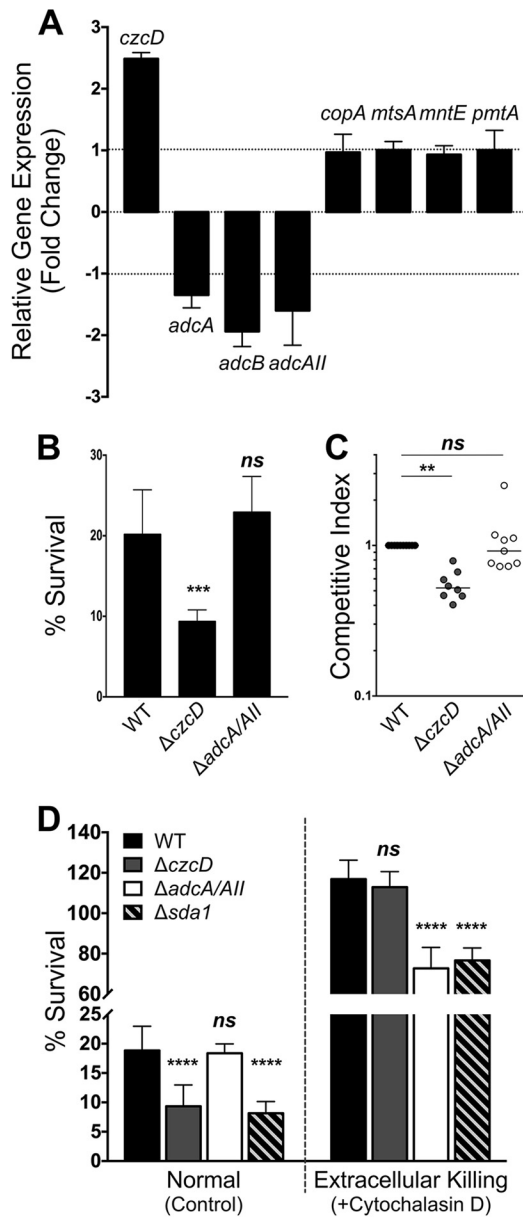 A
Relative Gene Expression
(Fold Change)
3
2
1
0
-1
-2
-3
czcD
copA mtsA mntE pmtA
adcA
adcB adcAII
B
% Survival
30
20
10
0
***
ns
WT
ΔczcD
ΔadcA/AII
C
Competitive Index
1
0.1
ns
**
WT
ΔczcD
ΔadcA/AII
D
% Survival
140
120
100
80
60
25
20
15
10
5
0
WT
ΔczcD
ΔadcA/AII
Δsda1
ns
**** ****
**** ns ****
Normal
(Control)
Extracellular Killing
(+Cytochalasin D)